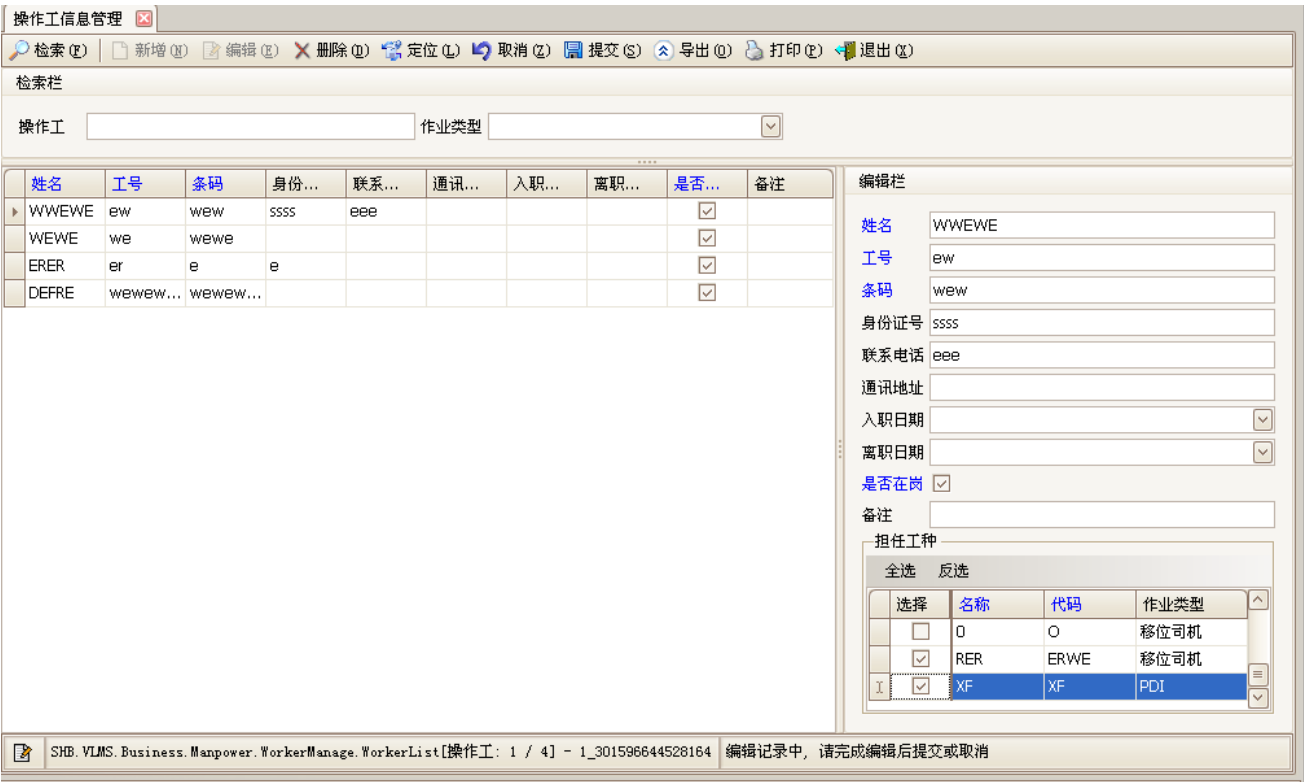 操作工信息管理
检索(F) 新增(N) 编辑(E) 删除(D) 定位(L) 取消(Z) 提交(S) 导出(O) 打印(P) 退出(X)
检索栏
操作工 作业类型
姓名 工号 条码 身份... 联系... 通讯... 入职... 离职... 是否... 备注
WWEWE ew wew ssss eee
WEWE we wewe
ERER er e e
DEFRE wewew... wewew...
编辑栏
姓名 WWEWE
工号 ew
条码 wew
身份证号 ssss
联系电话 eee
通讯地址
入职日期
离职日期
是否在岗
备注
担任工种
全选 反选
选择 名称 代码 作业类型
O O 移位司机
RER ERWE 移位司机
XF XF PDI
SHB.VLMS.Business.Manpower.WorkerManage.WorkerList[操作工: 1 / 4] - 1_301596644528164 编辑记录中, 请完成编辑后提交或取消